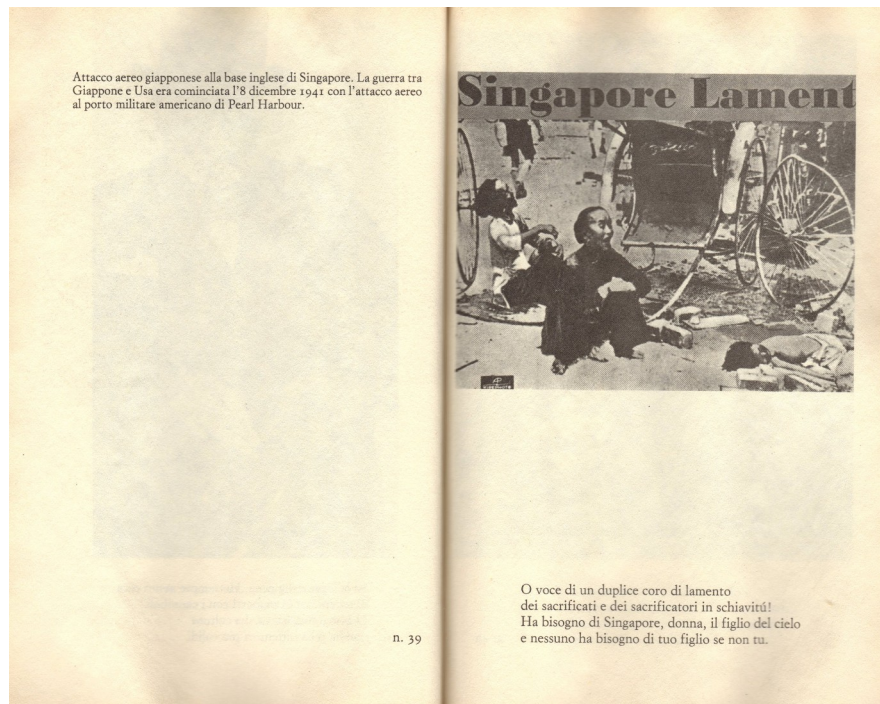 Attacco aereo giapponese alla base inglese di Singapore. La guerra tra
Giappone e Usa era cominciata l'8 dicembre 1941 con l'attacco aereo
al porto militare americano di Pearl Harbour.
n. 39
Singapore Lament
AP
WIREPHOTO
O voce di un duplice coro di lamento
dei sacrificati e dei sacrificatori in schiavitú!
Ha bisogno di Singapore, donna, il figlio del cielo
e nessuno ha bisogno di tuo figlio se non tu.